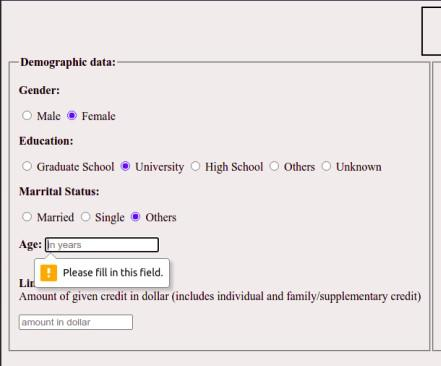 Demographic data:
Gender:
Male Female
Education:
Graduate School University High School Others Unknown
Marrital Status:
Married Single Others
Age: in years
Please fill in this field.
Amount of given credit in dollar (includes individual and family/supplementary credit)
amount in dollar